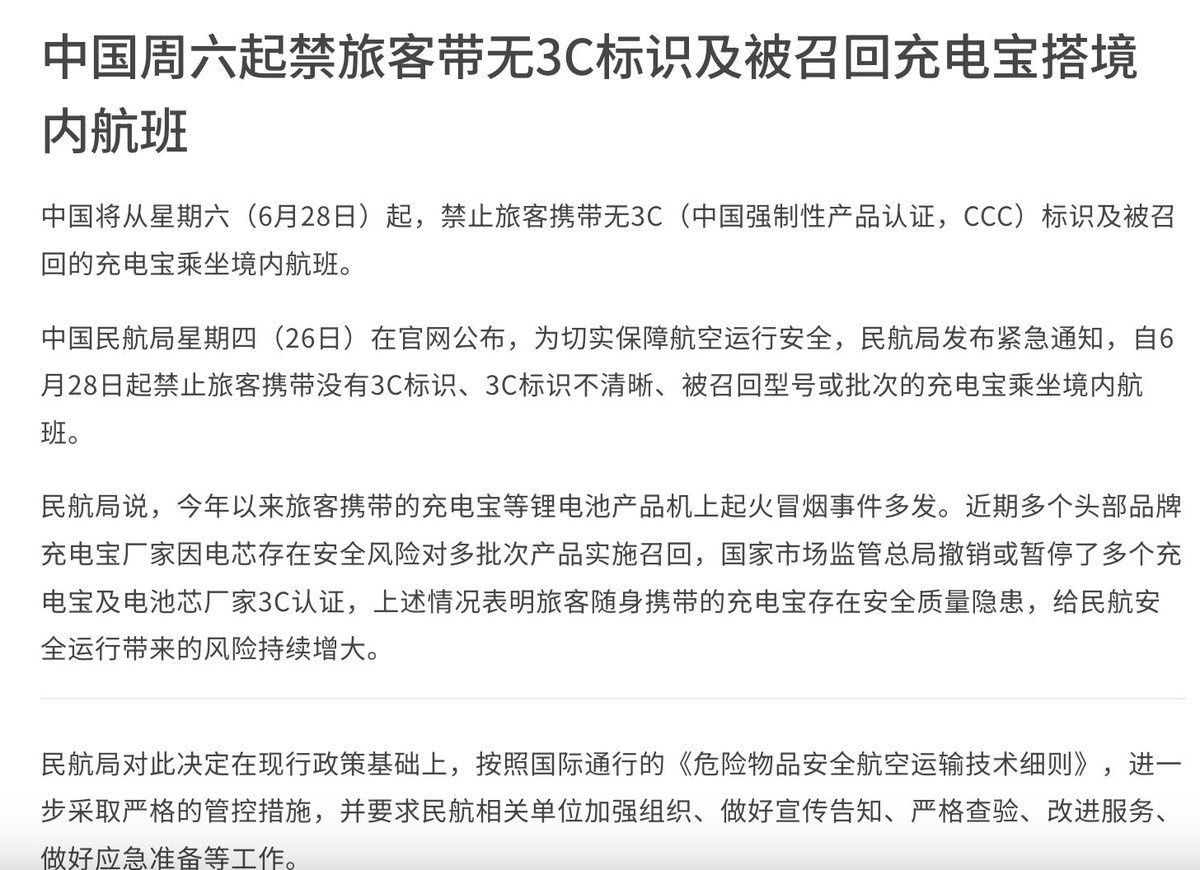 中国周六起禁旅客带无3C标识及被召回充电宝搭境
内航班
中国将从星期六（6月28日）起，禁止旅客携带无3C（中国强制性产品认证，CCC）标识及被召
回的充电宝乘坐境内航班。
中国民航局星期四（26日）在官网公布，为切实保障航空运行安全，民航局发布紧急通知，自6
月28日起禁止旅客携带没有3C标识、3C标识不清晰、被召回型号或批次的充电宝乘坐境内航
班。
民航局说，今年以来旅客携带的充电宝等锂电池产品机上起火冒烟事件多发。近期多个头部品牌
充电宝厂家因电芯存在安全风险对多批次产品实施召回，国家市场监管总局撤销或暂停了多个充
电宝及电池芯厂家3C认证，上述情况表明旅客随身携带的充电宝存在安全质量隐患，给民航安
全运行带来的风险持续增大。
民航局对此决定在现行政策基础上，按照国际通行的《危险物品安全航空运输技术细则》，进一
步采取严格的管控措施，并要求民航相关单位加强组织、做好宣传告知、严格查验、改进服务、
做好应急准备等工作。